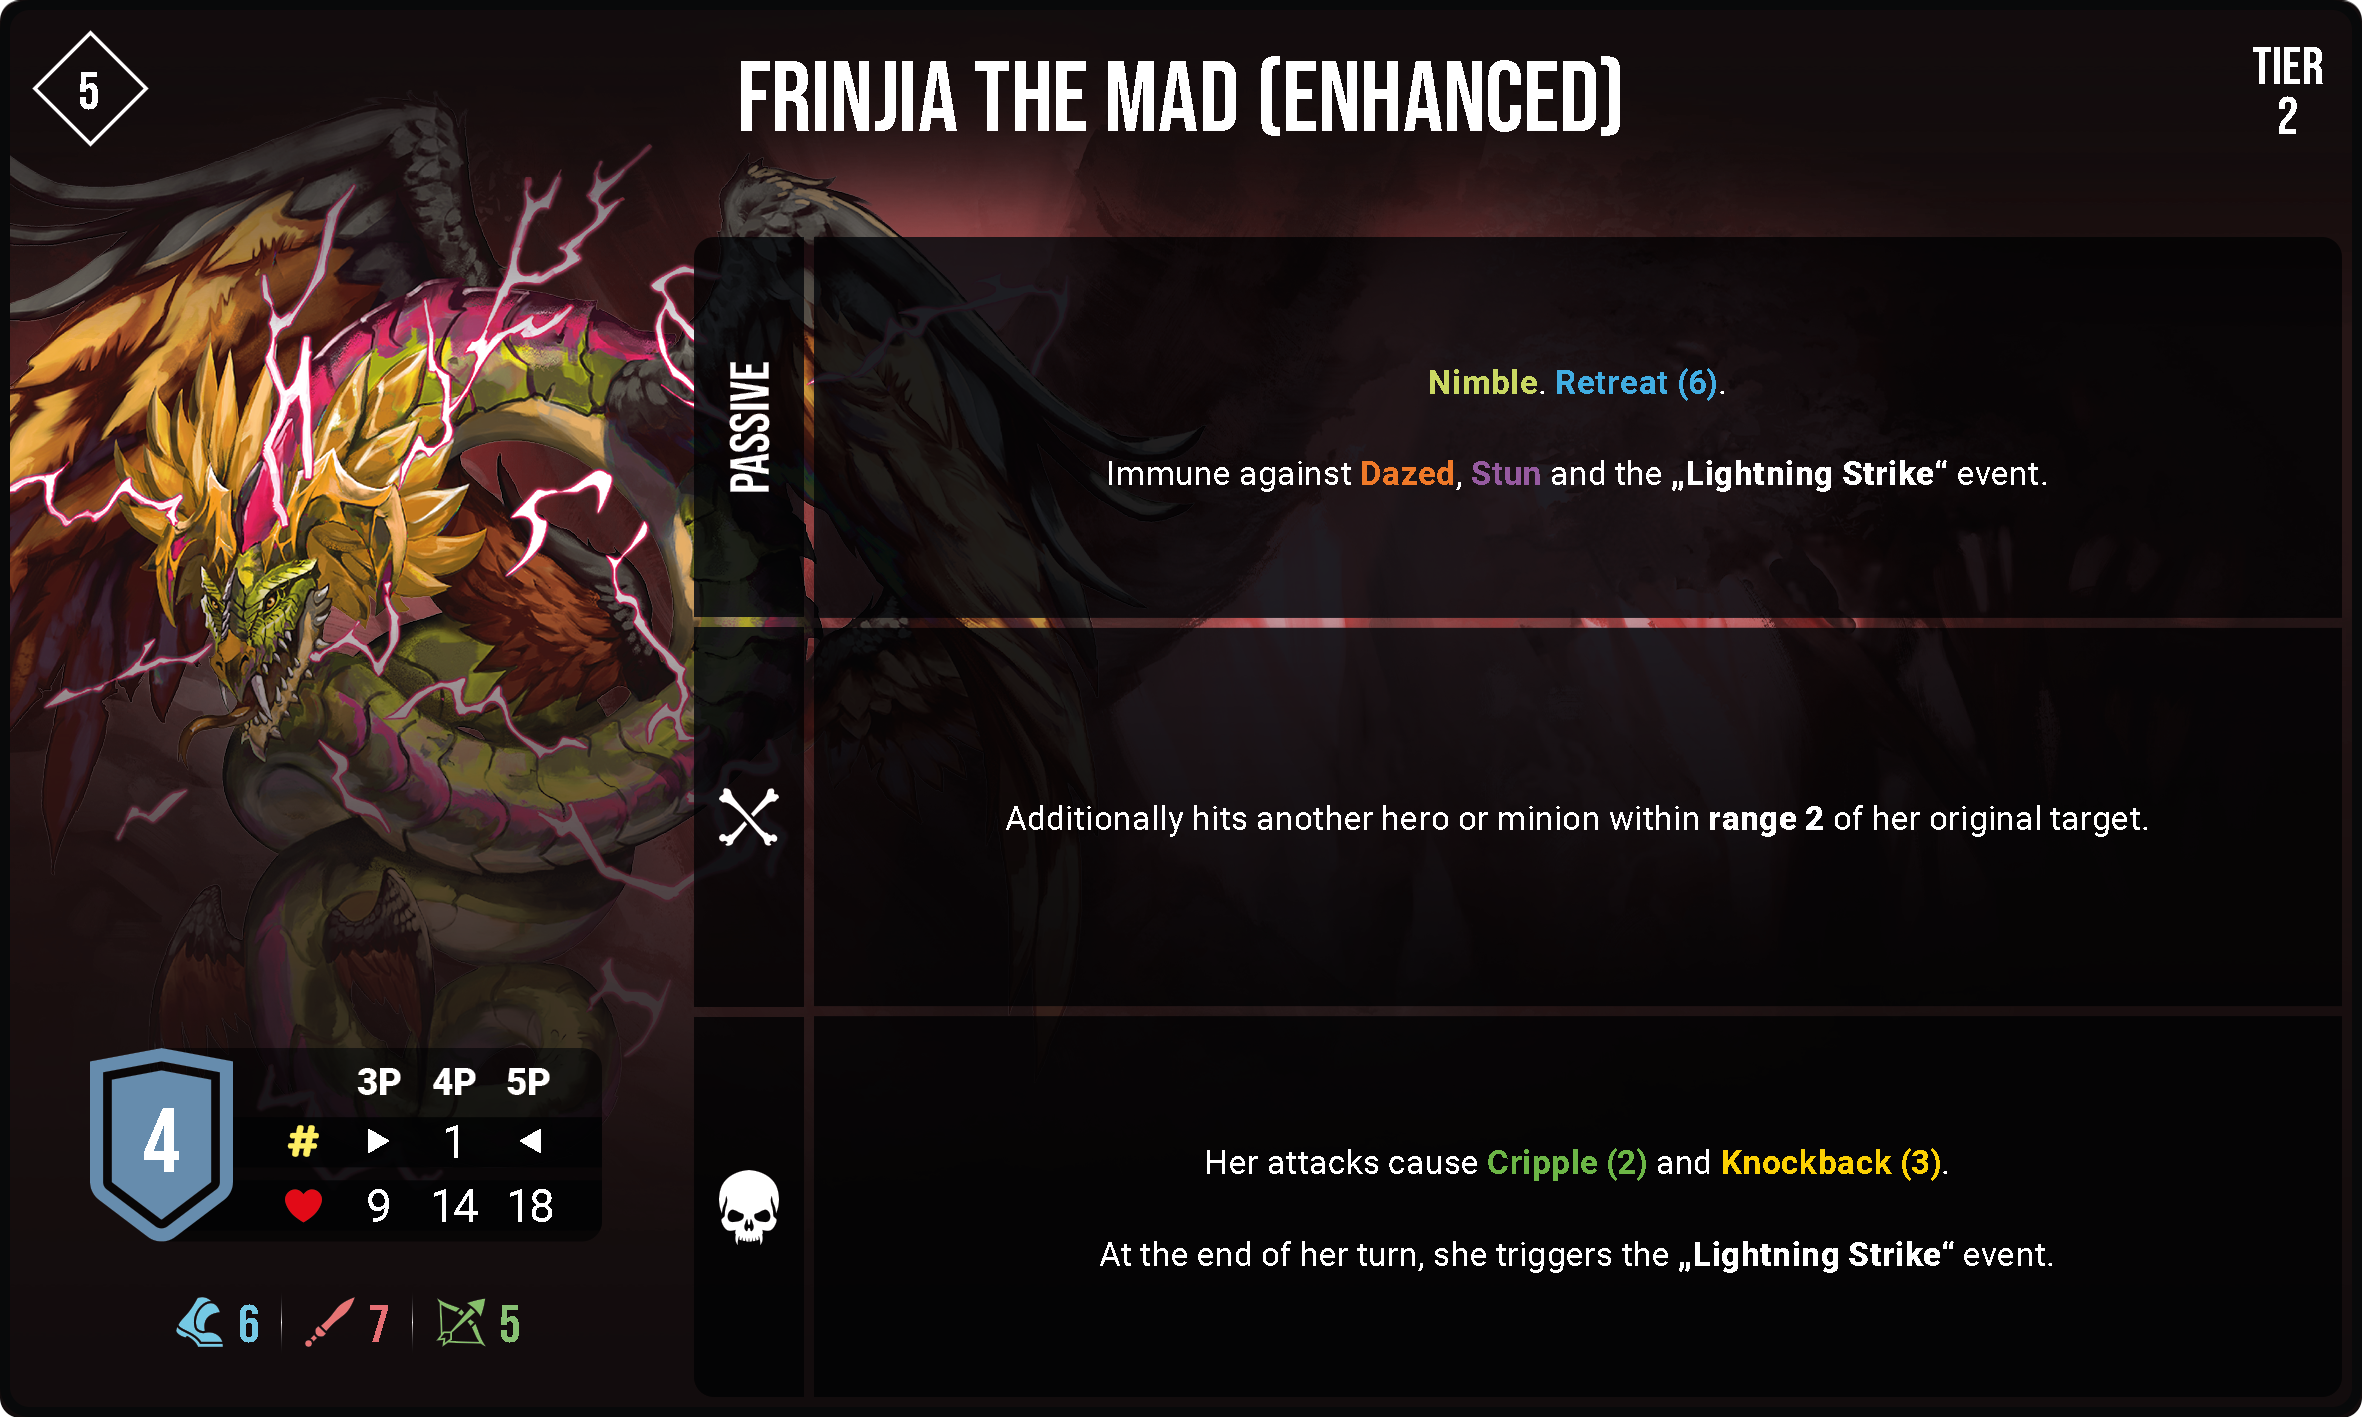 5
FRINJIA THE MAD (ENHANCED)
TIER
2
PASSIVE
Nimble. Retreat (6).
Immune against Dazed, Stun and the „Lightning Strike“ event.
Additionally hits another hero or minion within range 2 of her original target.
Her attacks cause Cripple (2) and Knockback (3).
At the end of her turn, she triggers the „Lightning Strike“ event.
4
3P 4P 5P
# ▶ 1 ◀
9 14 18
6 7 5